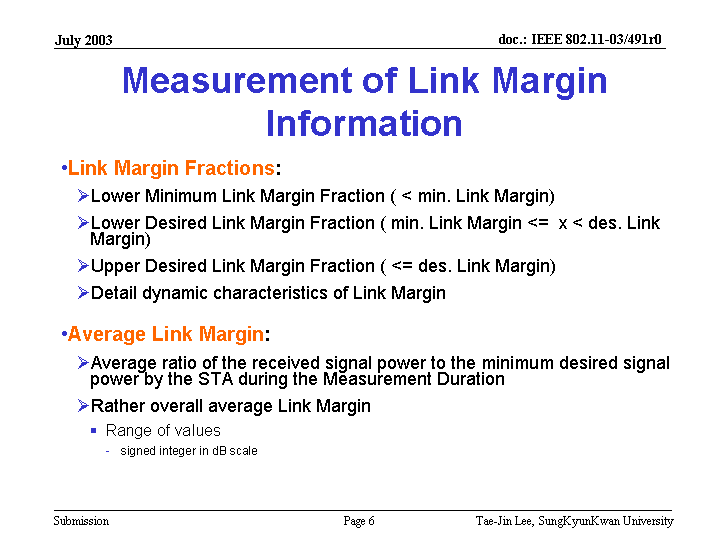 July 2003
doc.: IEEE 802.11-03/491r0
Measurement of Link Margin
Information
•Link Margin Fractions:
➢Lower Minimum Link Margin Fraction ( < min. Link Margin)
➢Lower Desired Link Margin Fraction ( min. Link Margin <= x < des. Link
Margin)
➢Upper Desired Link Margin Fraction ( <= des. Link Margin)
➢Detail dynamic characteristics of Link Margin
•Average Link Margin:
➢Average ratio of the received signal power to the minimum desired signal
power by the STA during the Measurement Duration
➢Rather overall average Link Margin
▪ Range of values
- signed integer in dB scale
Submission
Page 6
Tae-Jin Lee, SungKyunKwan University